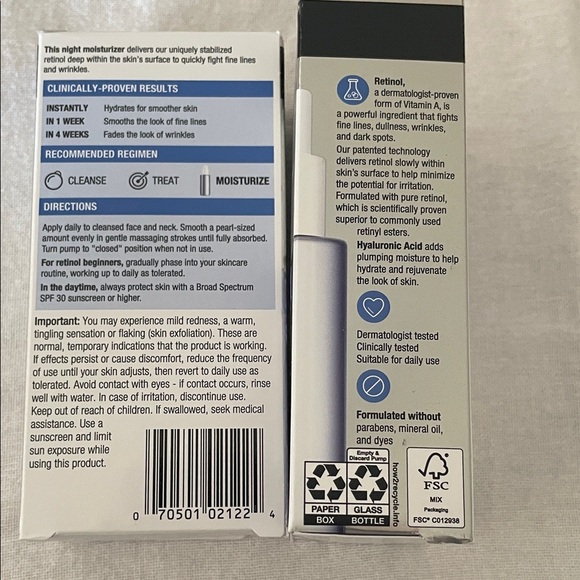 This night moisturizer delivers our uniquely stabilized
retinol deep within the skin's surface to quickly fight fine lines
and wrinkles.
CLINICALLY-PROVEN RESULTS
INSTANTLY Hydrates for smoother skin
IN 1 WEEK Smooths the look of fine lines
IN 4 WEEKS Fades the look of wrinkles
RECOMMENDED REGIMEN
CLEANSE TREAT MOISTURIZE
DIRECTIONS
Apply daily to cleansed face and neck. Smooth a pearl-sized
amount evenly in gentle massaging strokes until fully absorbed.
Turn pump to "closed" position when not in use.
For retinol beginners, gradually phase into your skincare
routine, working up to daily as tolerated.
In the daytime, always protect skin with a Broad Spectrum
SPF 30 sunscreen or higher.
Important: You may experience mild redness, a warm,
tingling sensation or flaking (skin exfoliation). These are
normal, temporary indications that the product is working.
If effects persist or cause discomfort, reduce the frequency
of use until your skin adjusts, then revert to daily use as
tolerated. Avoid contact with eyes - if contact occurs, rinse
well with water. In case of irritation, discontinue use.
Keep out of reach of children. If swallowed, seek medical
assistance. Use a
sunscreen and limit
sun exposure while
using this product.
0 70501 02122 4
Retinol,
a dermatologist-proven
form of Vitamin A, is
a powerful ingredient that fights
fine lines, dullness, wrinkles,
and dark spots.
Our patented technology
delivers retinol slowly within
skin's surface to help minimize
the potential for irritation.
Formulated with pure retinol,
which is scientifically proven
superior to commonly used
retinyl esters.
Hyaluronic Acid adds
plumping moisture to help
hydrate and rejuvenate
the look of skin.
Dermatologist tested
Clinically tested
Suitable for daily use
Formulated without
parabens, mineral oil,
and dyes
Empty &
Discard Pump
PAPER GLASS
BOX BOTTLE
how2recycle.info
FSC
MIX
Packaging
FSC® C012938